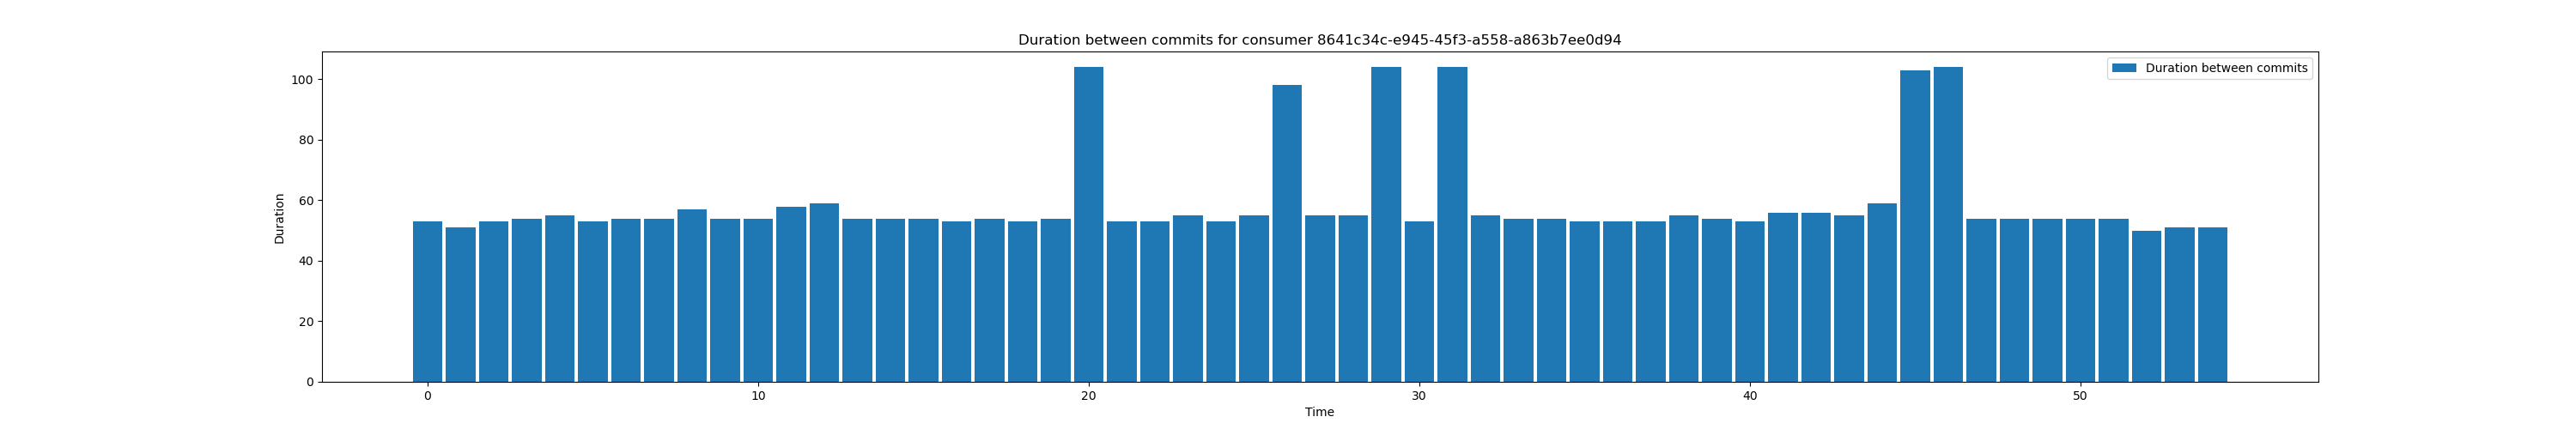 Duration between commits for consumer 8641c34c-e945-45f3-a558-a863b7ee0d94
Duration between commits
100
80
60
40
20
0
Duration
0 10 20 30 40 50
Time